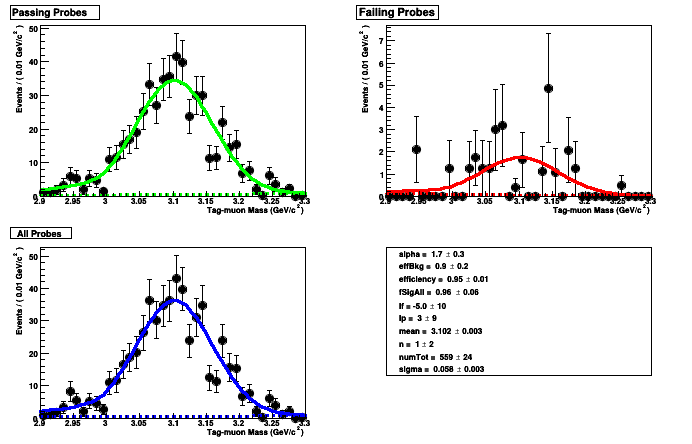 Passing Probes
Events / ( 0.01 GeV/c² )
50
40
30
20
10
0
2.9 2.95 3 3.05 3.1 3.15 3.2 3.25 3.3
Tag-muon Mass (GeV/c²)
Failing Probes
Events / ( 0.01 GeV/c² )
7
6
5
4
3
2
1
0
2.9 2.95 3 3.05 3.1 3.15 3.2 3.25 3.3
Tag-muon Mass (GeV/c²)
All Probes
Events / ( 0.01 GeV/c² )
50
40
30
20
10
0
2.9 2.95 3 3.05 3.1 3.15 3.2 3.25 3.3
Tag-muon Mass (GeV/c²)
alpha = 1.7 ± 0.3
effBkg = 0.9 ± 0.2
efficiency = 0.95 ± 0.01
fSigAll = 0.96 ± 0.06
lf = -5.0 ± 10
lp = 3 ± 9
mean = 3.102 ± 0.003
n = 1 ± 2
numTot = 559 ± 24
sigma = 0.058 ± 0.003